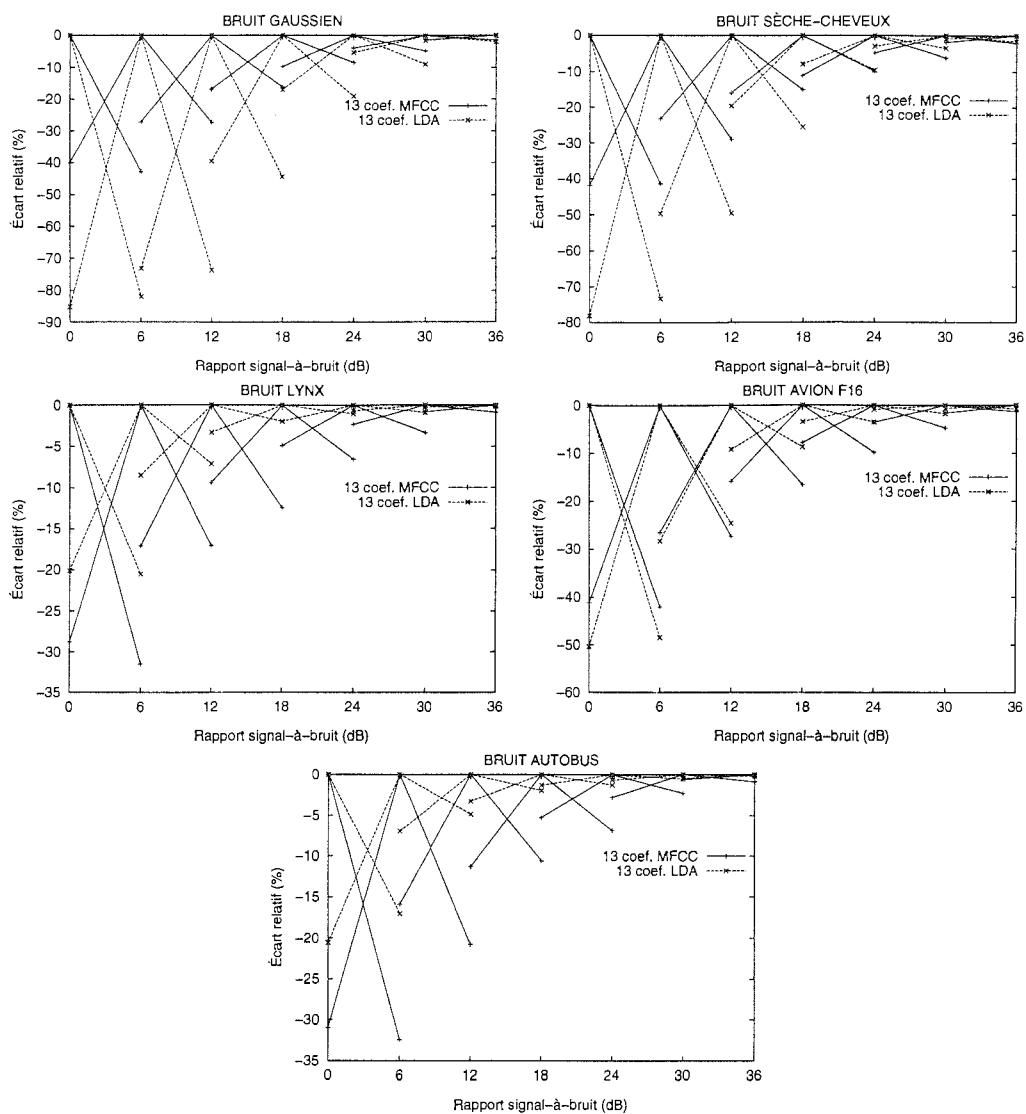 BRUIT GAUSSIEN
0
-10
-20
-30
-40
-50
-60
-70
-80
-90
Écart relatif (%)
13 coef. MFCC
13 coef. LDA
0 6 12 18 24 30 36
Rapport signal-à-bruit (dB)
BRUIT SÈCHE-CHEVEUX
0
-10
-20
-30
-40
-50
-60
-70
-80
Écart relatif (%)
13 coef. MFCC
13 coef. LDA
0 6 12 18 24 30 36
Rapport signal-à-bruit (dB)
BRUIT LYNX
0
-5
-10
-15
-20
-25
-30
-35
Écart relatif (%)
13 coef. MFCC
13 coef. LDA
0 6 12 18 24 30 36
Rapport signal-à-bruit (dB)
BRUIT AVION F16
0
-10
-20
-30
-40
-50
-60
Écart relatif (%)
13 coef. MFCC
13 coef. LDA
0 6 12 18 24 30 36
Rapport signal-à-bruit (dB)
BRUIT AUTOBUS
0
-5
-10
-15
-20
-25
-30
-35
Écart relatif (%)
13 coef. MFCC
13 coef. LDA
0 6 12 18 24 30 36
Rapport signal-à-bruit (dB)